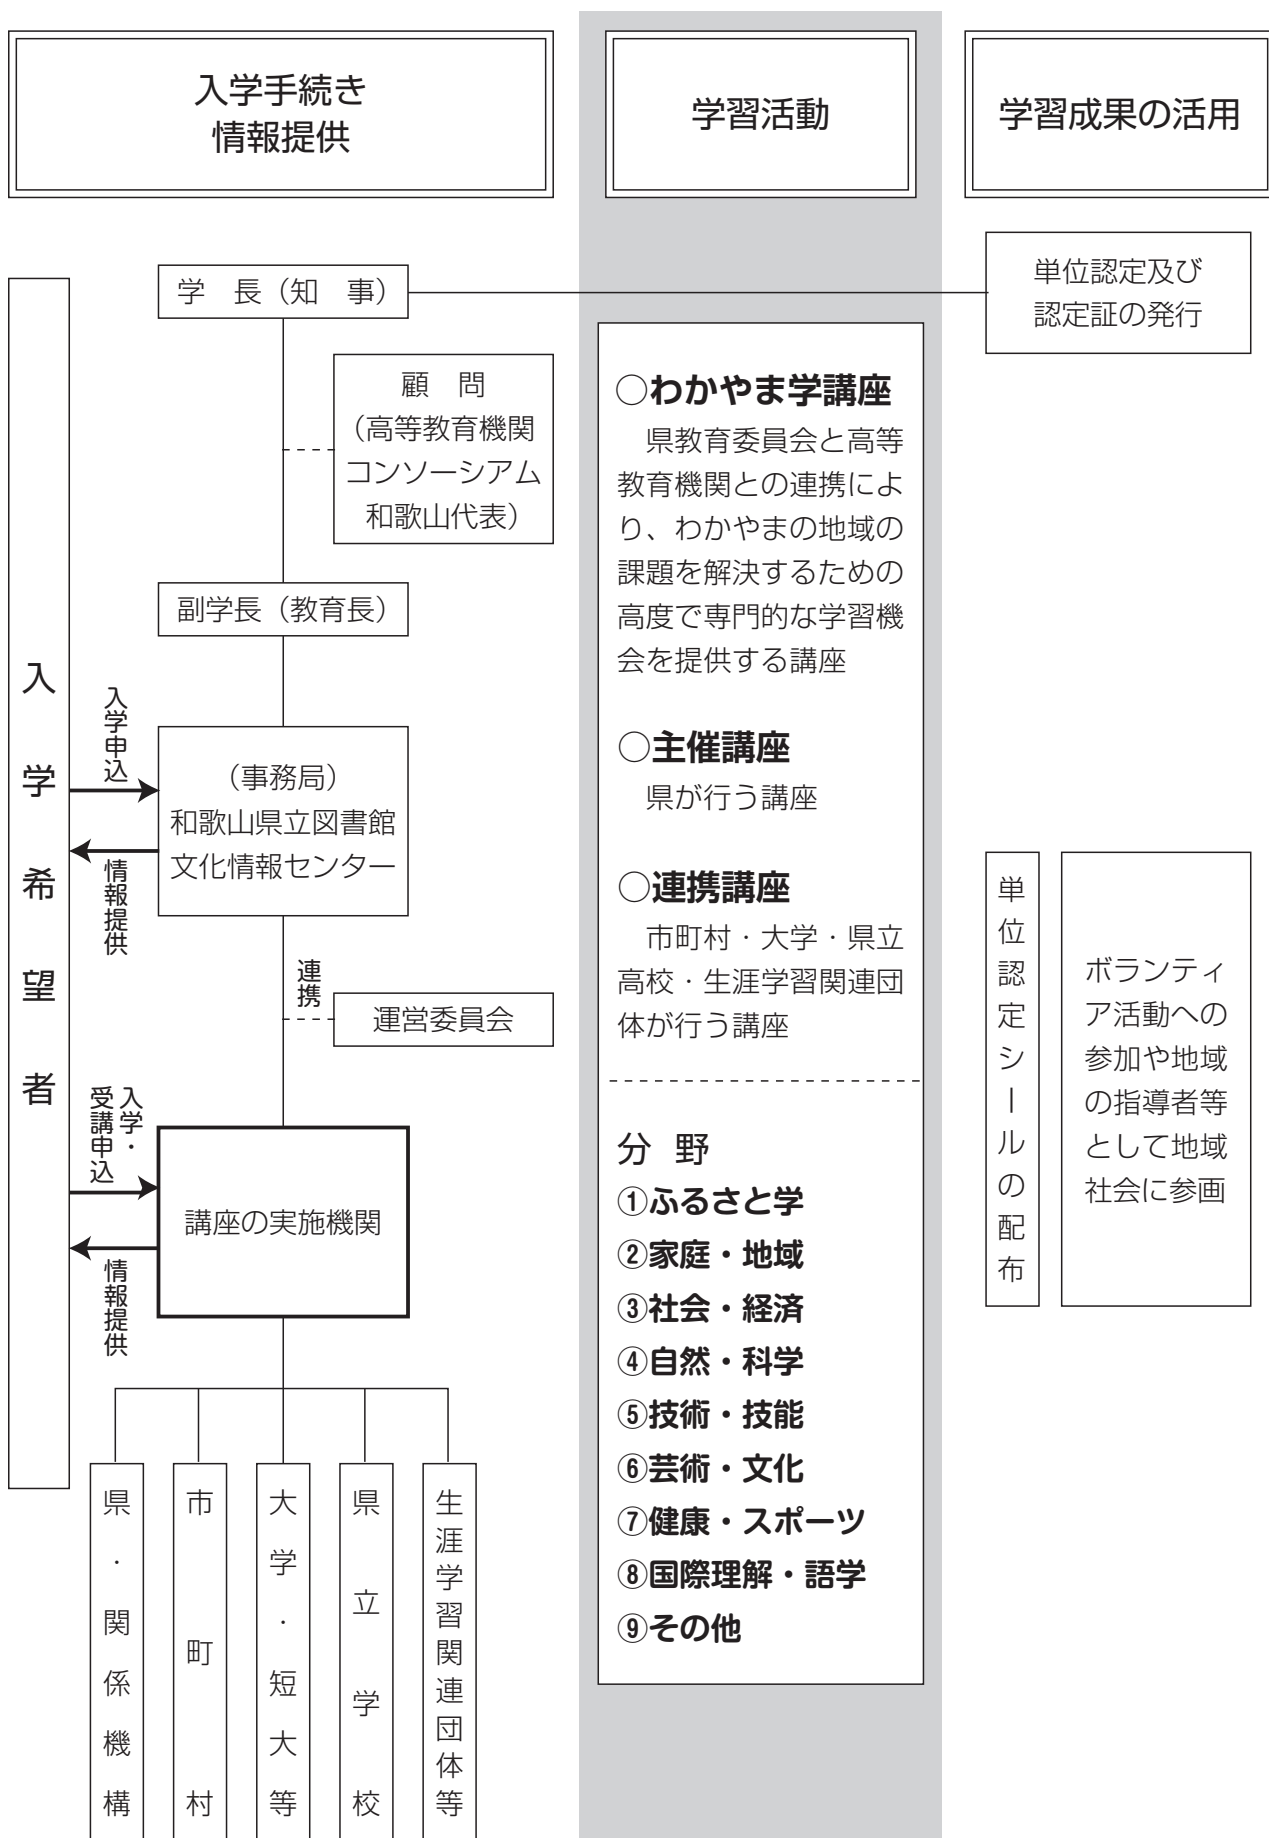 入学手続き
情報提供
学習活動
学習成果の活用
入学希望者
学　長（知　事）
顧　問
（高等教育機関
コンソーシアム
和歌山代表）
副学長（教育長）
入学申込
（事務局）
和歌山県立図書館
文化情報センター
情報提供
連携
運営委員会
入学・
受講申込
講座の実施機関
情報提供
県・関係機構
市町村
大学・短大等
県立学校
生涯学習関連団体等
○わかやま学講座
県教育委員会と高等
教育機関との連携によ
り、わかやまの地域の
課題を解決するための
高度で専門的な学習機
会を提供する講座
○主催講座
県が行う講座
○連携講座
市町村・大学・県立
高校・生涯学習関連団
体が行う講座
分 野
①ふるさと学
②家庭・地域
③社会・経済
④自然・科学
⑤技術・技能
⑥芸術・文化
⑦健康・スポーツ
⑧国際理解・語学
⑨その他
単位認定及び
認定証の発行
単位認定シールの配布
ボランティ
ア活動への
参加や地域
の指導者等
として地域
社会に参画